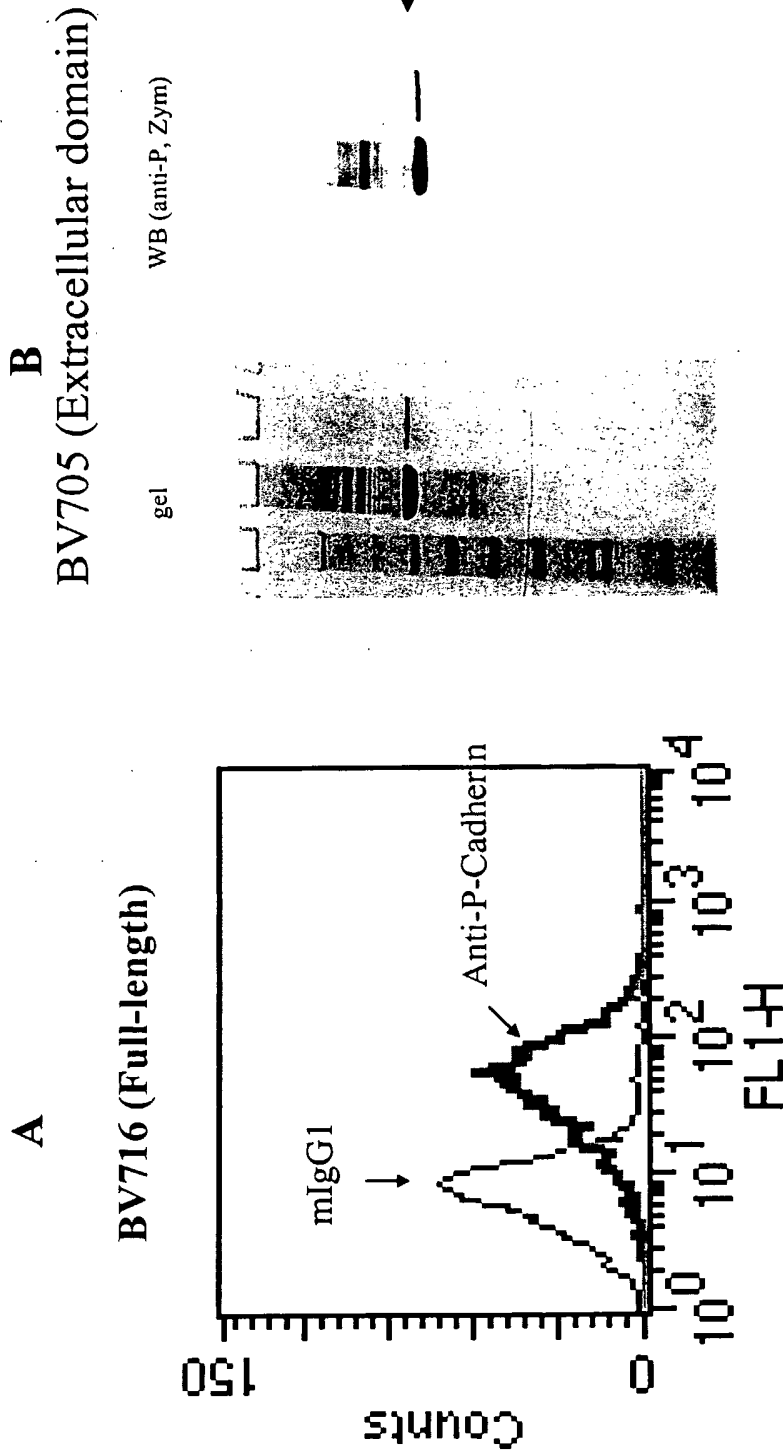 A
BV716 (Full-length)
mIgG1
Anti-P-Cadherin
150
Counts
0
10^0 10^1 10^2 10^3 10^4
FL1-H
B
BV705 (Extracellular domain)
gel
WB (anti-P, Zym)